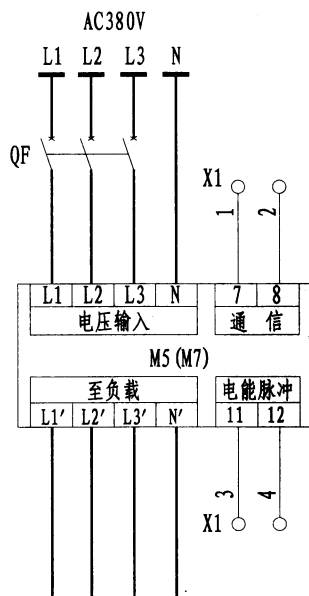 AC380V
L1 L2 L3 N
QF
X1
1 2
L1 L2 L3 N 7 8
电压输入 通信
M5(M7)
至负载 电能脉冲
L1′ L2′ L3′ N′ 11 12
3 4
X1